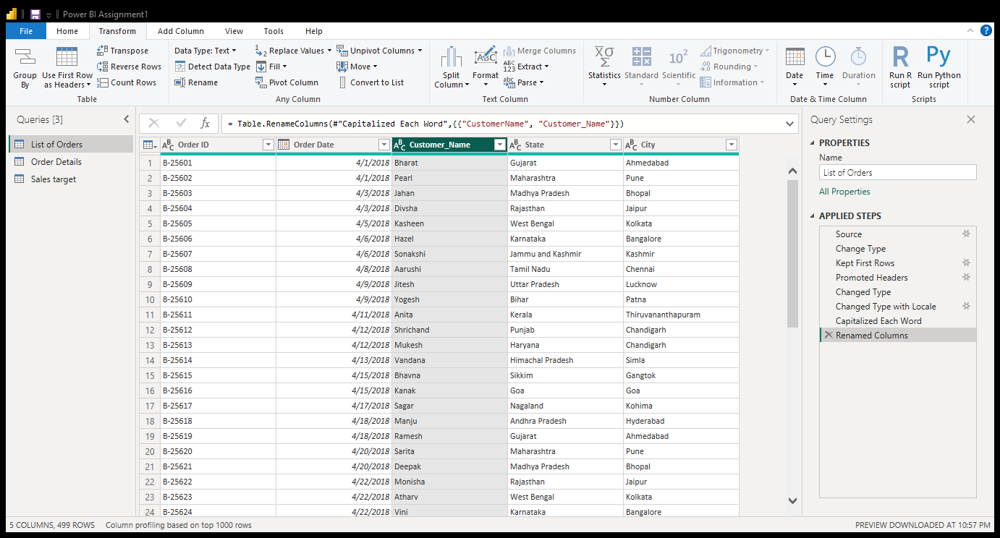 Power BI Assignment1
File Home Transform Add Column View Tools Help
Group By
Use First Row as Headers
Transpose
Reverse Rows
Count Rows
Table
Data Type: Text
Detect Data Type
Rename
Replace Values
Fill
Pivot Column
Unpivot Columns
Move
Convert to List
Any Column
Split Column
Format
Merge Columns
Extract
Parse
Text Column
Statistics
Standard
Scientific
Trigonometry
Rounding
Information
Number Column
Date
Time
Duration
Date & Time Column
Run R script
Run Python script
Scripts
Queries [3]
List of Orders
Order Details
Sales target
fx
= Table.RenameColumns(#"Capitalized Each Word",{{"CustomerName", "Customer_Name"}})
Order ID Order Date Customer_Name State City
1 B-25601 4/1/2018 Bharat Gujarat Ahmedabad
2 B-25602 4/1/2018 Pearl Maharashtra Pune
3 B-25603 4/3/2018 Jahan Madhya Pradesh Bhopal
4 B-25604 4/3/2018 Divsha Rajasthan Jaipur
5 B-25605 4/5/2018 Kasheen West Bengal Kolkata
6 B-25606 4/6/2018 Hazel Karnataka Bangalore
7 B-25607 4/6/2018 Sonakshi Jammu and Kashmir Kashmir
8 B-25608 4/8/2018 Aarushi Tamil Nadu Chennai
9 B-25609 4/9/2018 Jitesh Uttar Pradesh Lucknow
10 B-25610 4/9/2018 Yogesh Bihar Patna
11 B-25611 4/11/2018 Anita Kerala Thiruvananthapuram
12 B-25612 4/12/2018 Shrichand Punjab Chandigarh
13 B-25613 4/12/2018 Mukesh Haryana Chandigarh
14 B-25614 4/13/2018 Vandana Himachal Pradesh Simla
15 B-25615 4/15/2018 Bhavna Sikkim Gangtok
16 B-25616 4/15/2018 Kanak Goa Goa
17 B-25617 4/17/2018 Sagar Nagaland Kohima
18 B-25618 4/18/2018 Manju Andhra Pradesh Hyderabad
19 B-25619 4/18/2018 Ramesh Gujarat Ahmedabad
20 B-25620 4/20/2018 Sarita Maharashtra Pune
21 B-25621 4/20/2018 Deepak Madhya Pradesh Bhopal
22 B-25622 4/22/2018 Monisha Rajasthan Jaipur
23 B-25623 4/22/2018 Atharv West Bengal Kolkata
24 B-25624 4/22/2018 Vini Karnataka Bangalore
Query Settings
PROPERTIES
Name
List of Orders
All Properties
APPLIED STEPS
Source
Change Type
Kept First Rows
Promoted Headers
Changed Type
Changed Type with Locale
Capitalized Each Word
Renamed Columns
5 COLUMNS, 499 ROWS Column profiling based on top 1000 rows
PREVIEW DOWNLOADED AT 10:57 PM